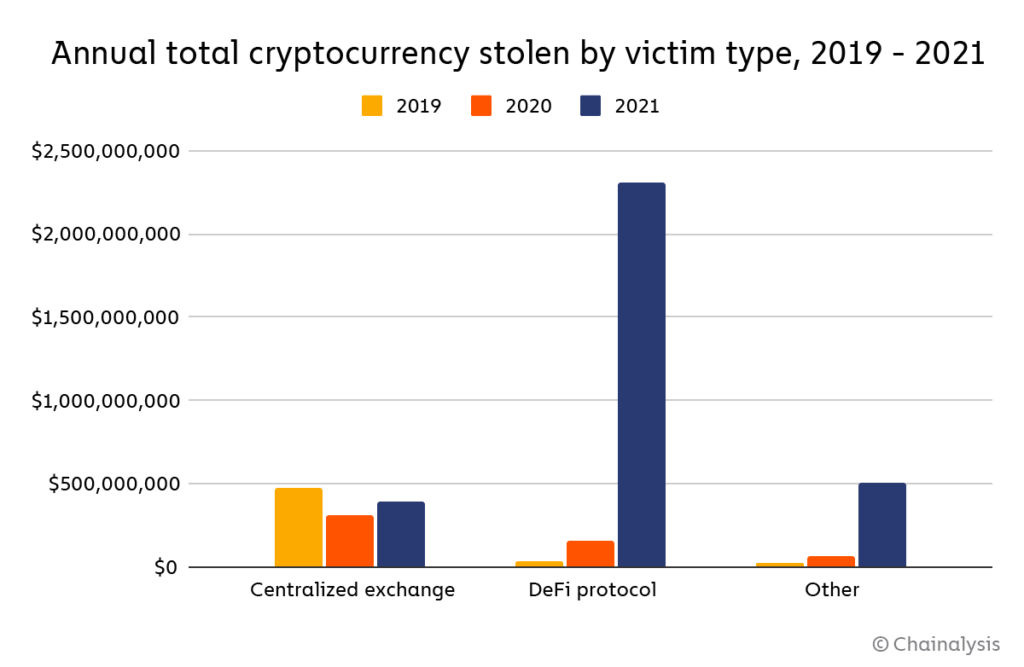 Annual total cryptocurrency stolen by victim type, 2019 - 2021
2019 2020 2021
$2,500,000,000
$2,000,000,000
$1,500,000,000
$1,000,000,000
$500,000,000
$0
Centralized exchange DeFi protocol Other
© Chainalysis